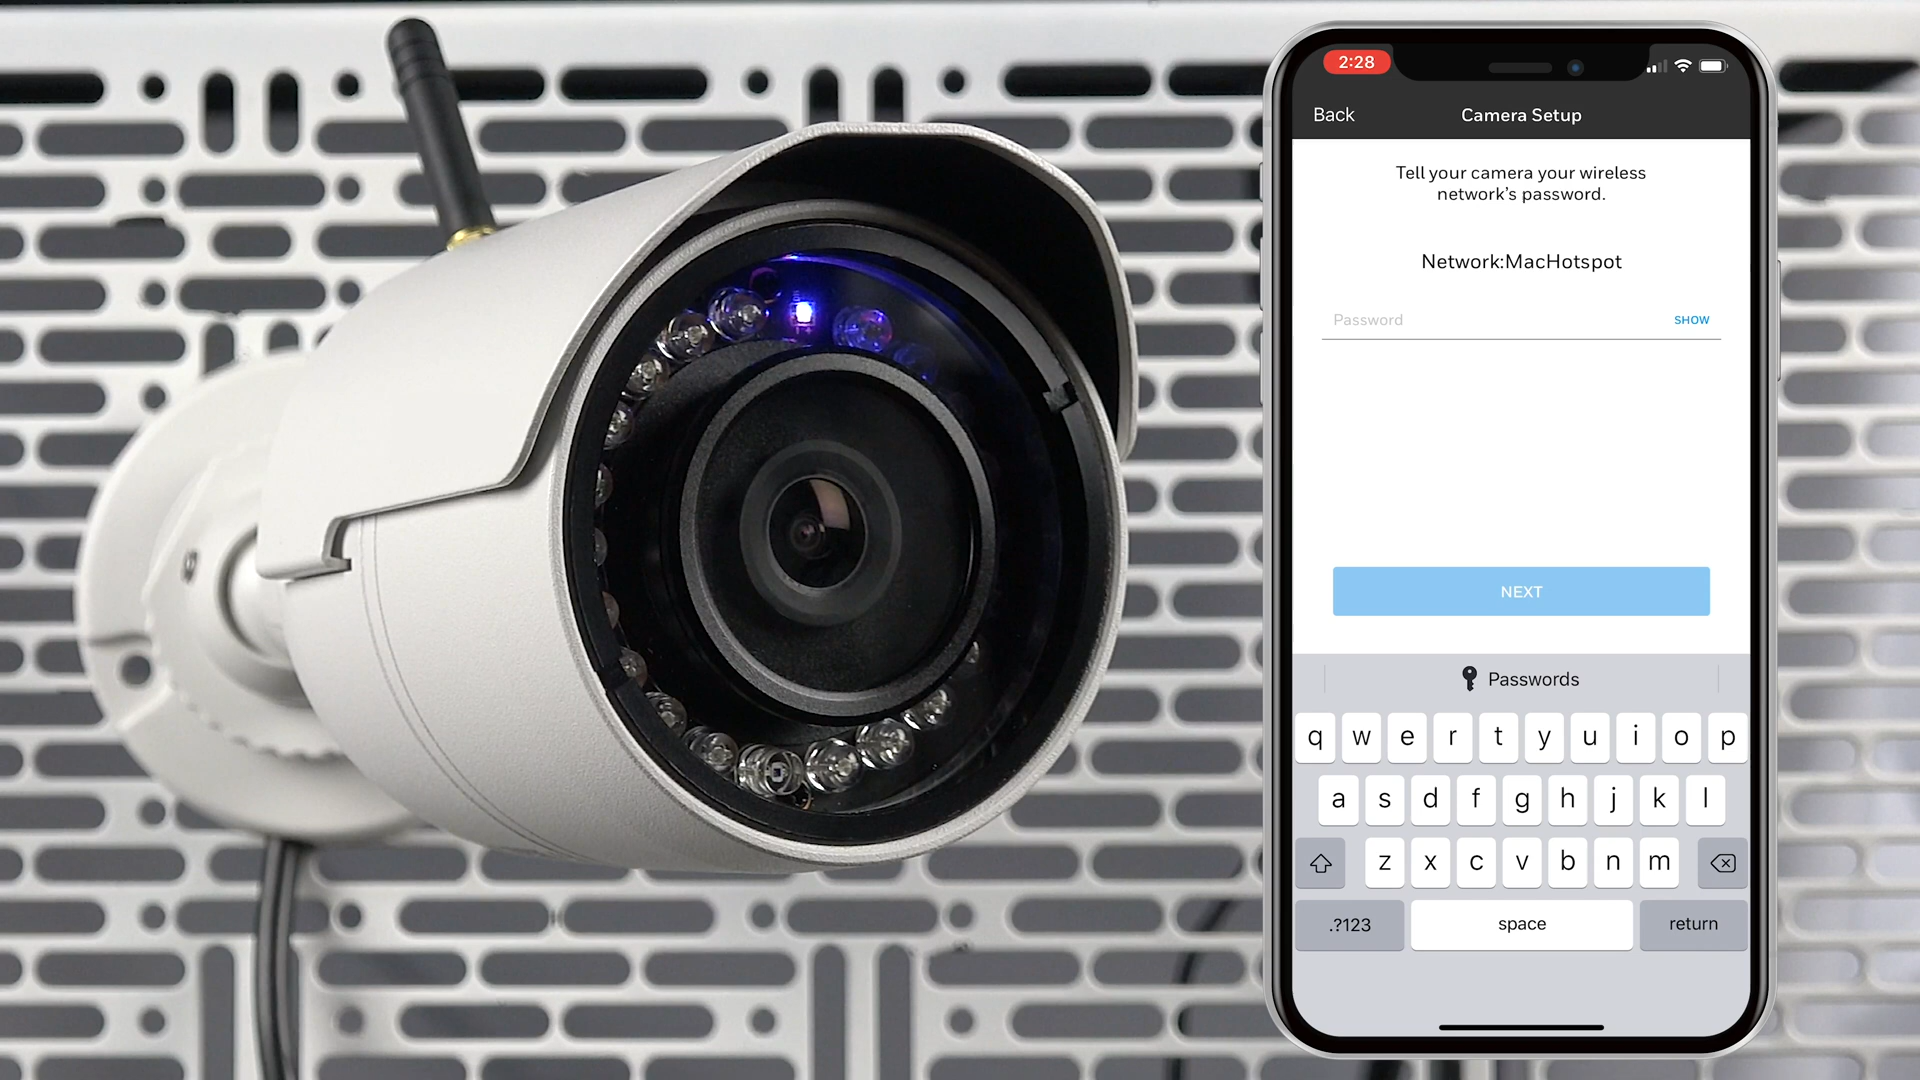 2:28
Back
Camera Setup
Tell your camera your wireless
network’s password.
Network:MacHotspot
Password
SHOW
NEXT
Passwords
q w e r t y u i o p
a s d f g h j k l
z x c v b n m
.?123 space return